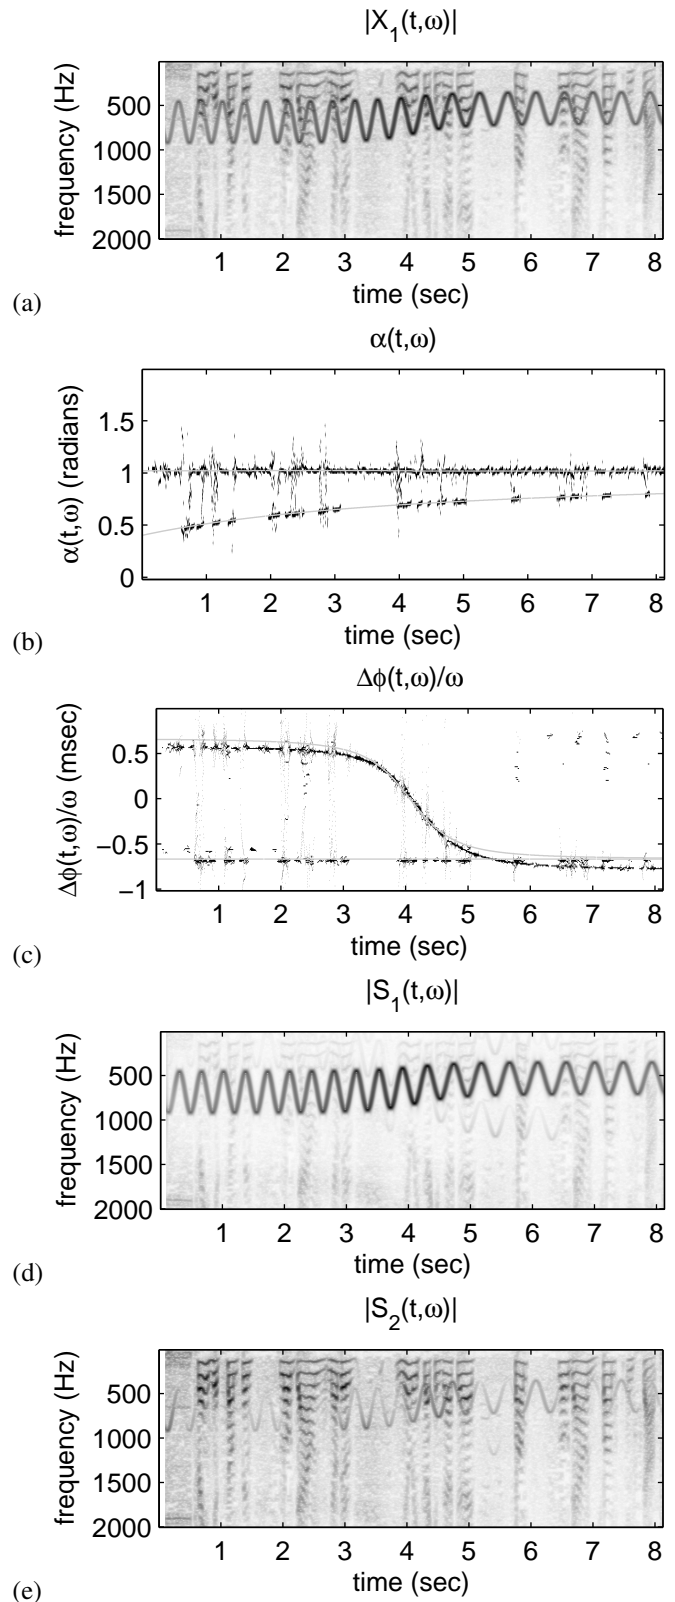 |X1(t,ω)|
frequency (Hz)
500
1000
1500
2000
1 2 3 4 5 6 7 8
time (sec)
(a)
α(t,ω)
α(t,ω) (radians)
1.5
1
0.5
0
1 2 3 4 5 6 7 8
time (sec)
(b)
Δϕ(t,ω)/ω
Δϕ(t,ω)/ω (msec)
0.5
0
−0.5
−1
1 2 3 4 5 6 7 8
time (sec)
(c)
|S1(t,ω)|
frequency (Hz)
500
1000
1500
2000
1 2 3 4 5 6 7 8
time (sec)
(d)
|S2(t,ω)|
frequency (Hz)
500
1000
1500
2000
1 2 3 4 5 6 7 8
time (sec)
(e)